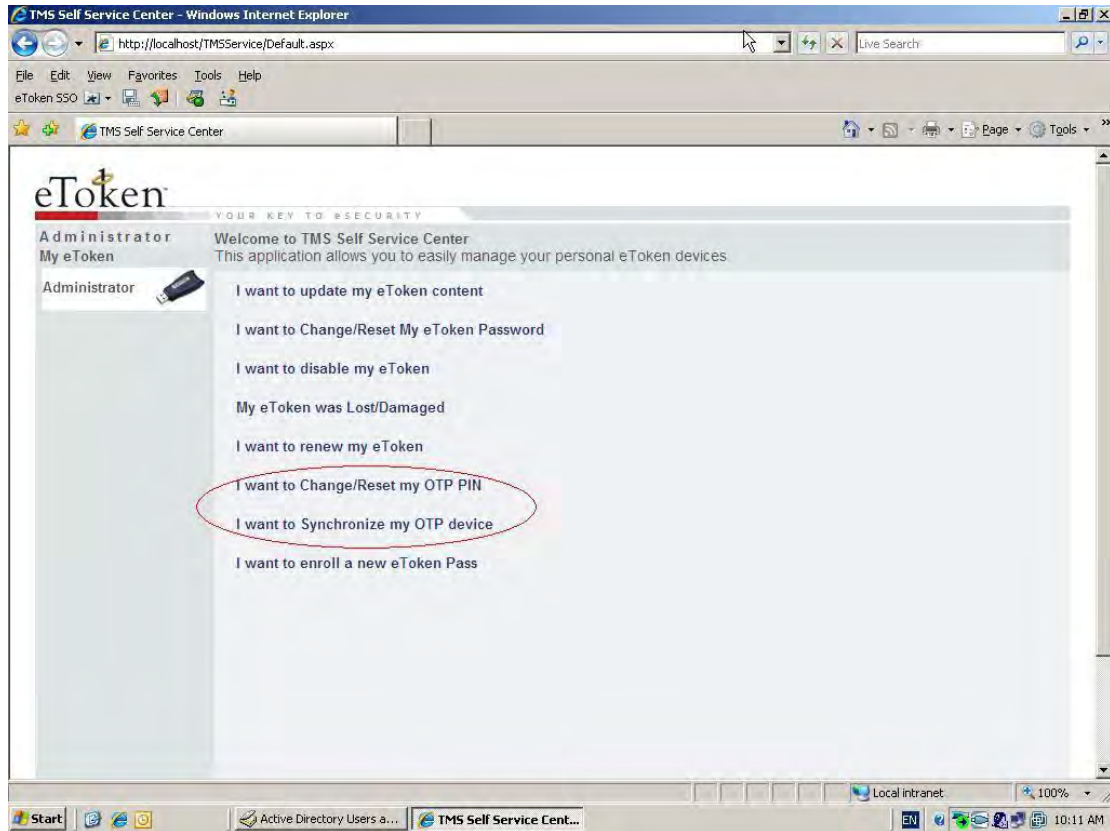 TMS Self Service Center - Windows Internet Explorer
http://localhost/TMSService/Default.aspx
Live Search
File Edit View Favorites Tools Help
eToken SSO
TMS Self Service Center
Page Tools
eToken
YOUR KEY TO eSECURITY
Administrator
My eToken
Welcome to TMS Self Service Center
This application allows you to easily manage your personal eToken devices
Administrator
I want to update my eToken content
I want to Change/Reset My eToken Password
I want to disable my eToken
My eToken was Lost/Damaged
I want to renew my eToken
I want to Change/Reset my OTP PIN
I want to Synchronize my OTP device
I want to enroll a new eToken Pass
Local intranet
100%
Start
Active Directory Users a...
TMS Self Service Cent...
EN
10:11 AM